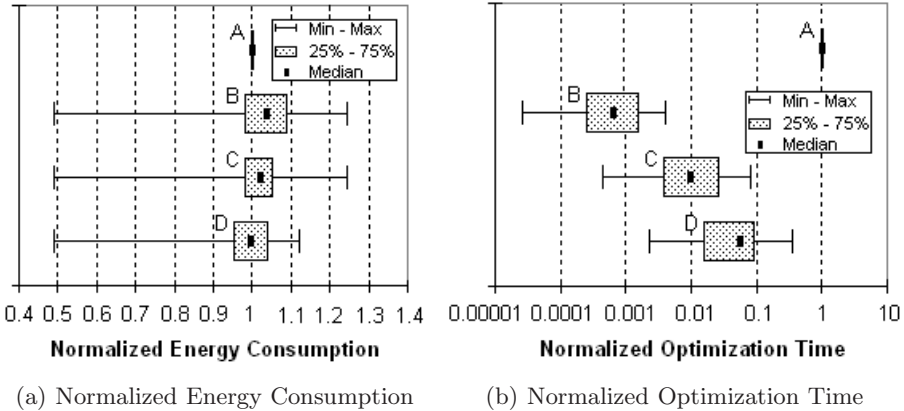 A
Min - Max
25% - 75%
Median
B
C
D
0.4 0.5 0.6 0.7 0.8 0.9 1 1.1 1.2 1.3 1.4
Normalized Energy Consumption
(a) Normalized Energy Consumption
A
B
Min - Max
25% - 75%
Median
C
D
0.00001 0.0001 0.001 0.01 0.1 1 10
Normalized Optimization Time
(b) Normalized Optimization Time